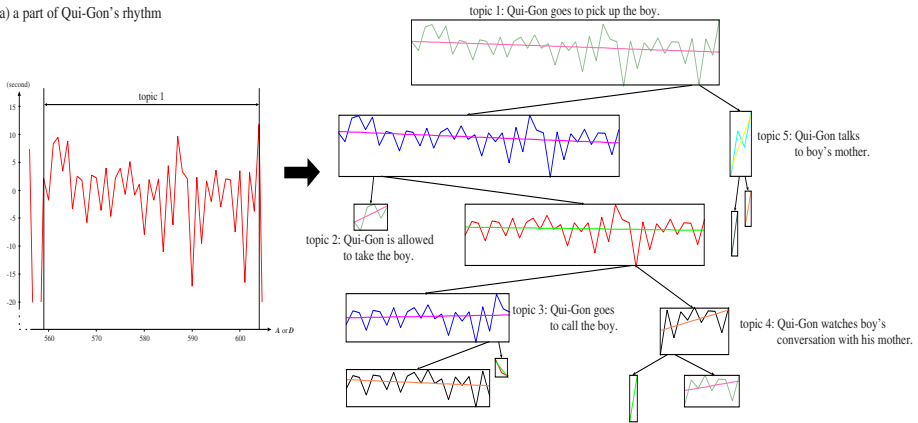 a) a part of Qui-Gon's rhythm
(second)
topic 1
15
10
5
0
-5
-10
-15
-20
560
570
580
590
600
A or D
topic 1: Qui-Gon goes to pick up the boy.
topic 5: Qui-Gon talks
to boy's mother.
topic 2: Qui-Gon is allowed
to take the boy.
topic 3: Qui-Gon goes
to call the boy.
topic 4: Qui-Gon watches boy's
conversation with his mother.